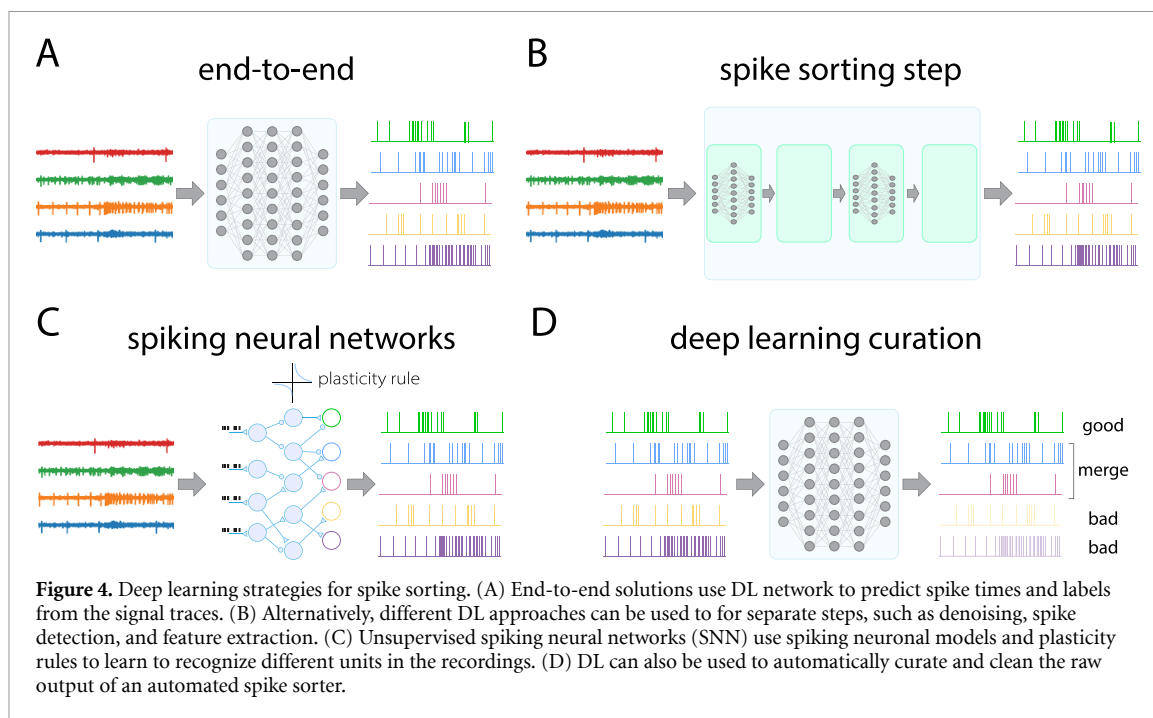 A
end-to-end
B
spike sorting step
C
spiking neural networks
plasticity rule
D
deep learning curation
good
merge
bad
bad
Figure 4. Deep learning strategies for spike sorting. (A) End-to-end solutions use DL network to predict spike times and labels
from the signal traces. (B) Alternatively, different DL approaches can be used to for separate steps, such as denoising, spike
detection, and feature extraction. (C) Unsupervised spiking neural networks (SNN) use spiking neuronal models and plasticity
rules to learn to recognize different units in the recordings. (D) DL can also be used to automatically curate and clean the raw
output of an automated spike sorter.